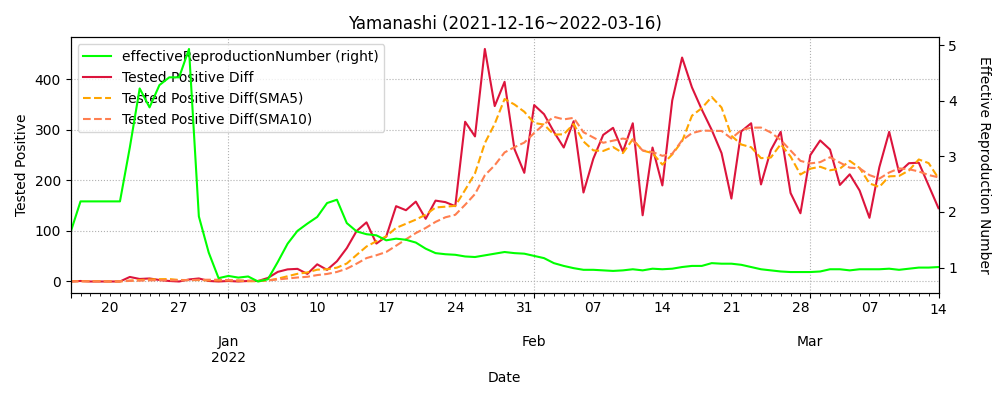 Yamanashi (2021-12-16~2022-03-16)
effectiveReproductionNumber (right)
Tested Positive Diff
Tested Positive Diff(SMA5)
Tested Positive Diff(SMA10)
Tested Positive
400
300
200
100
0
5
4
3
2
1
Effective Reproduction Number
20 27 03 10 17 24 31 07 14 21 28 07 14
Jan Feb Mar
2022
Date